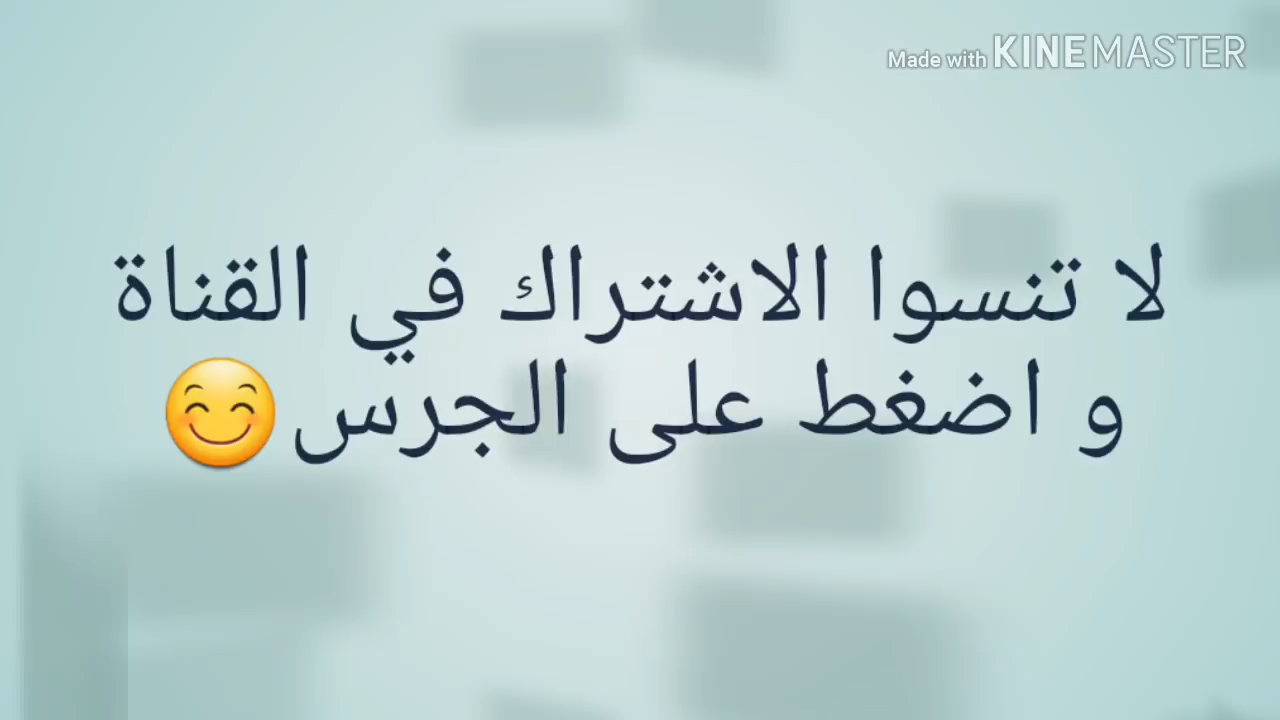 Made with KINEMASTER
لا تنسوا الاشتراك في القناة
و اضغط على الجرس😊